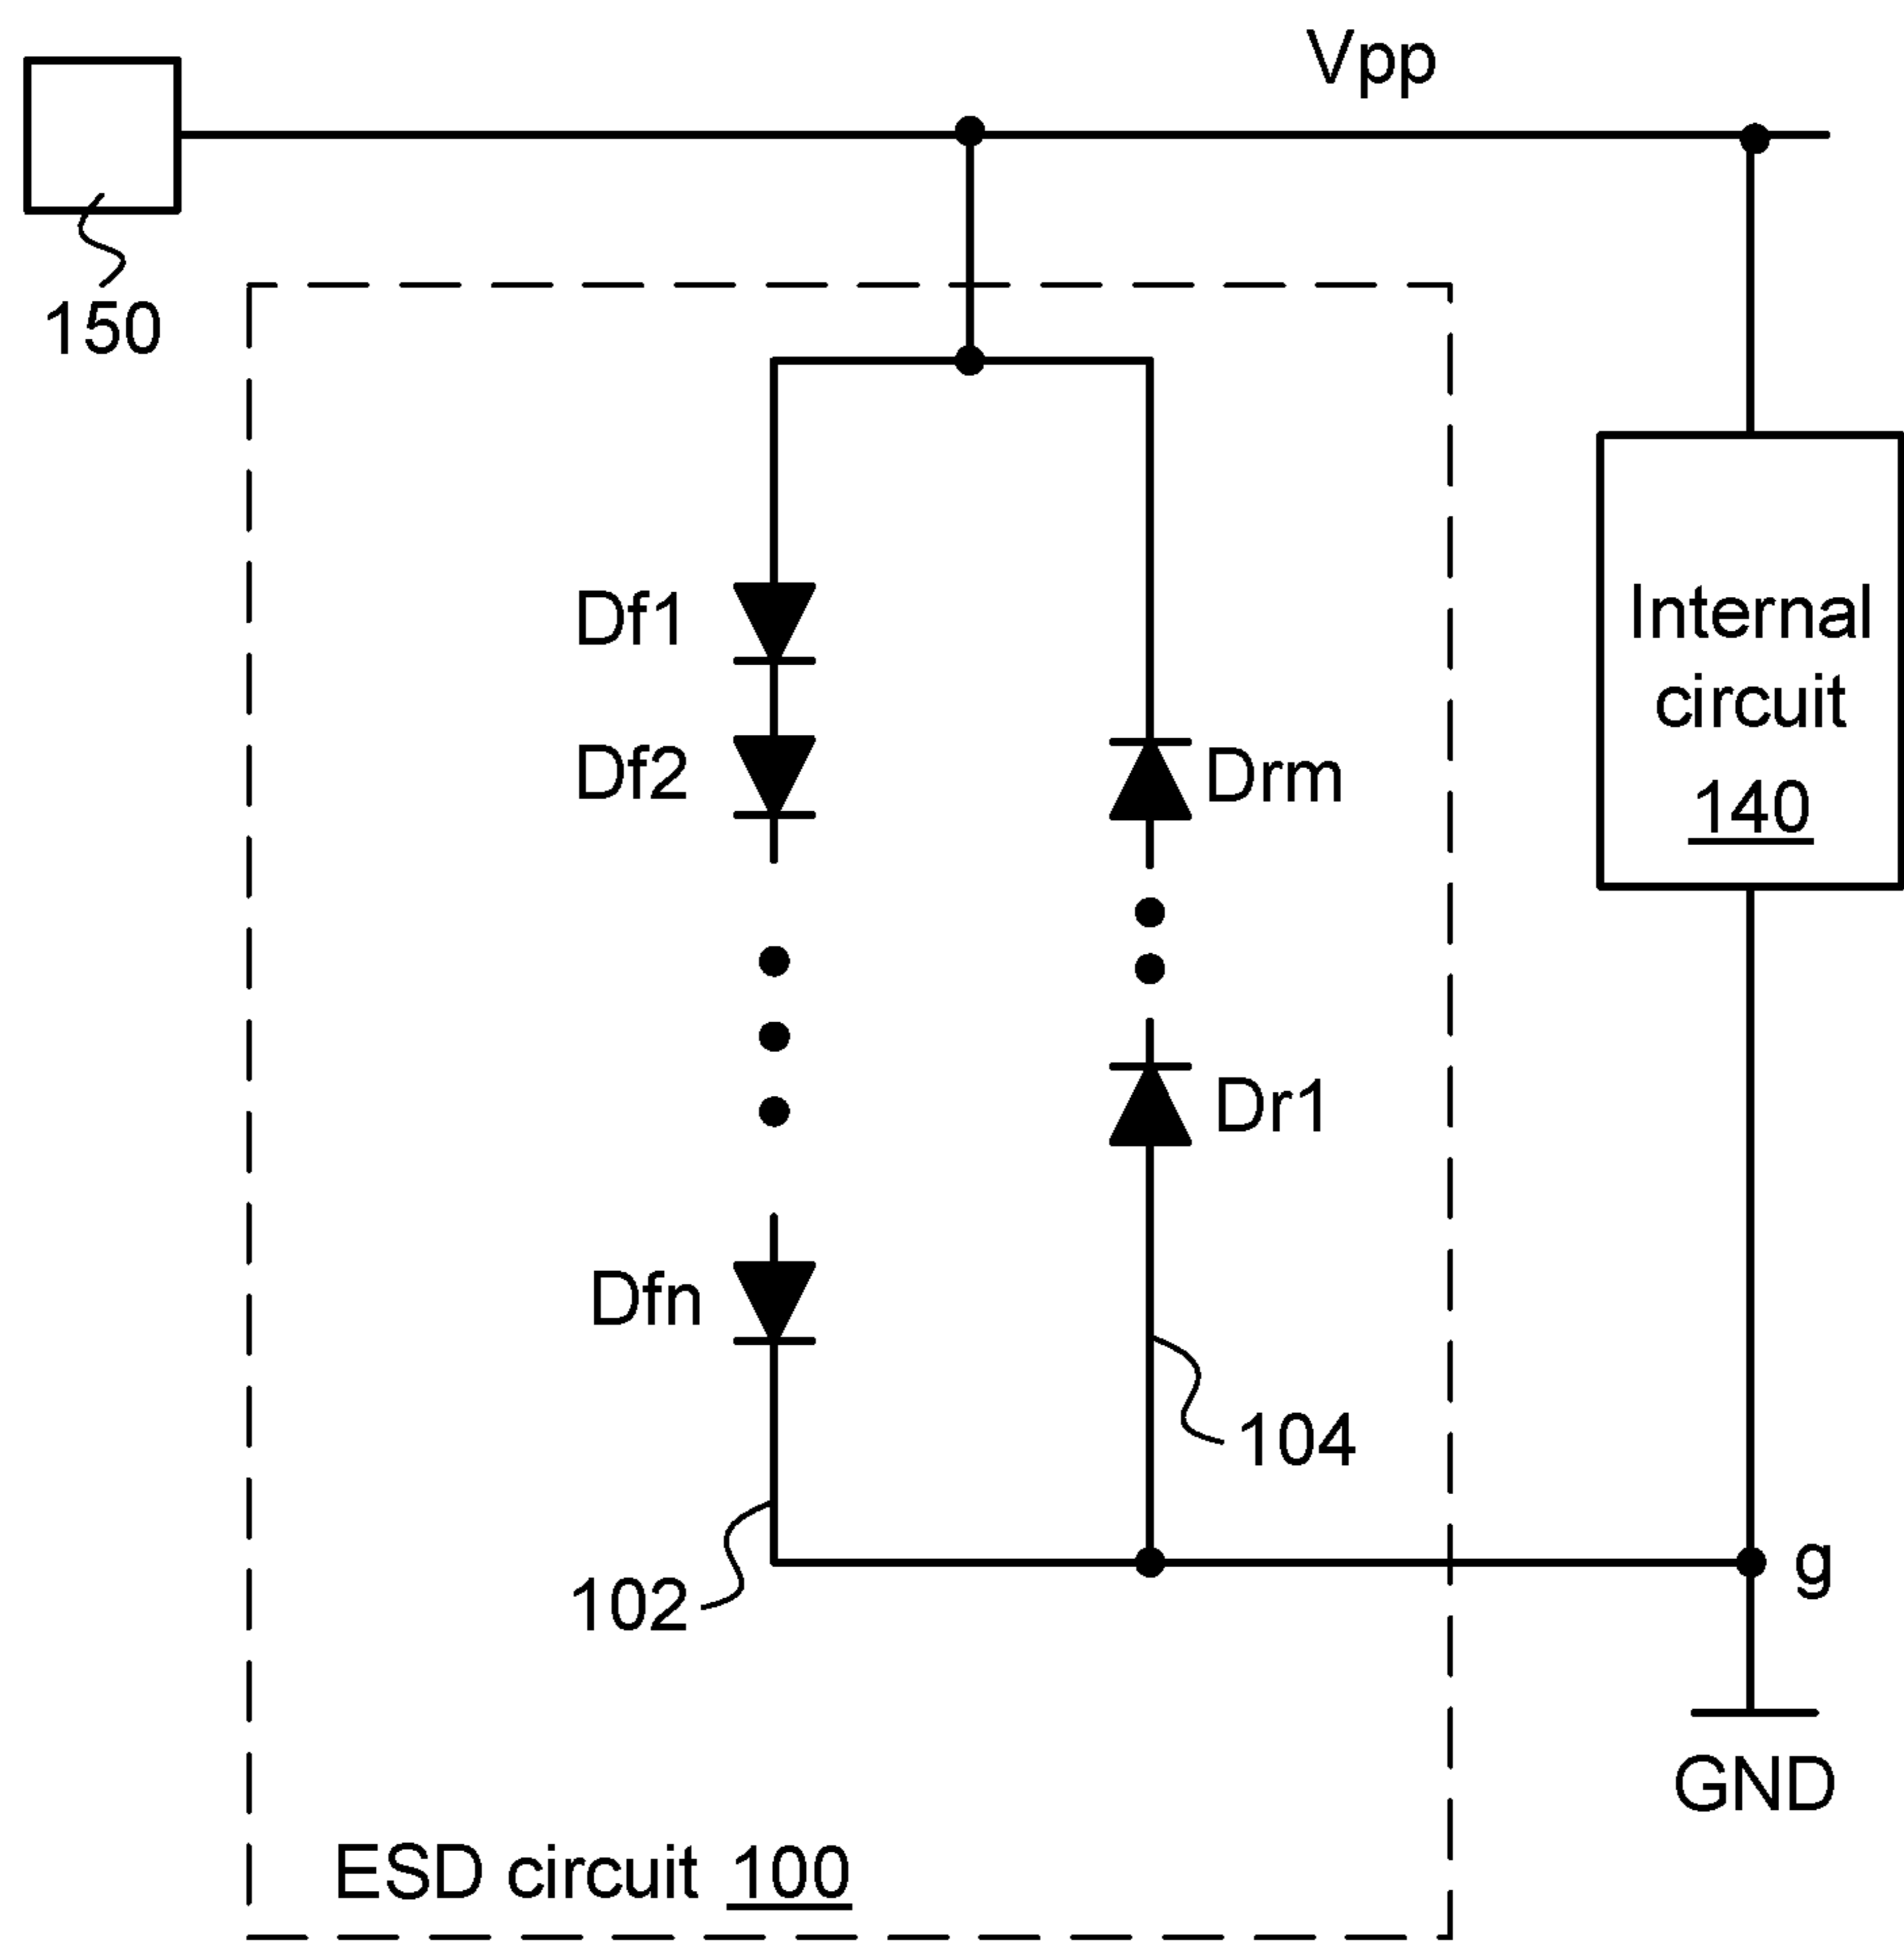 Vpp
150
Df1
Df2
Drm
Internal
circuit
140
Dr1
Dfn
104
102
g
GND
ESD circuit 100